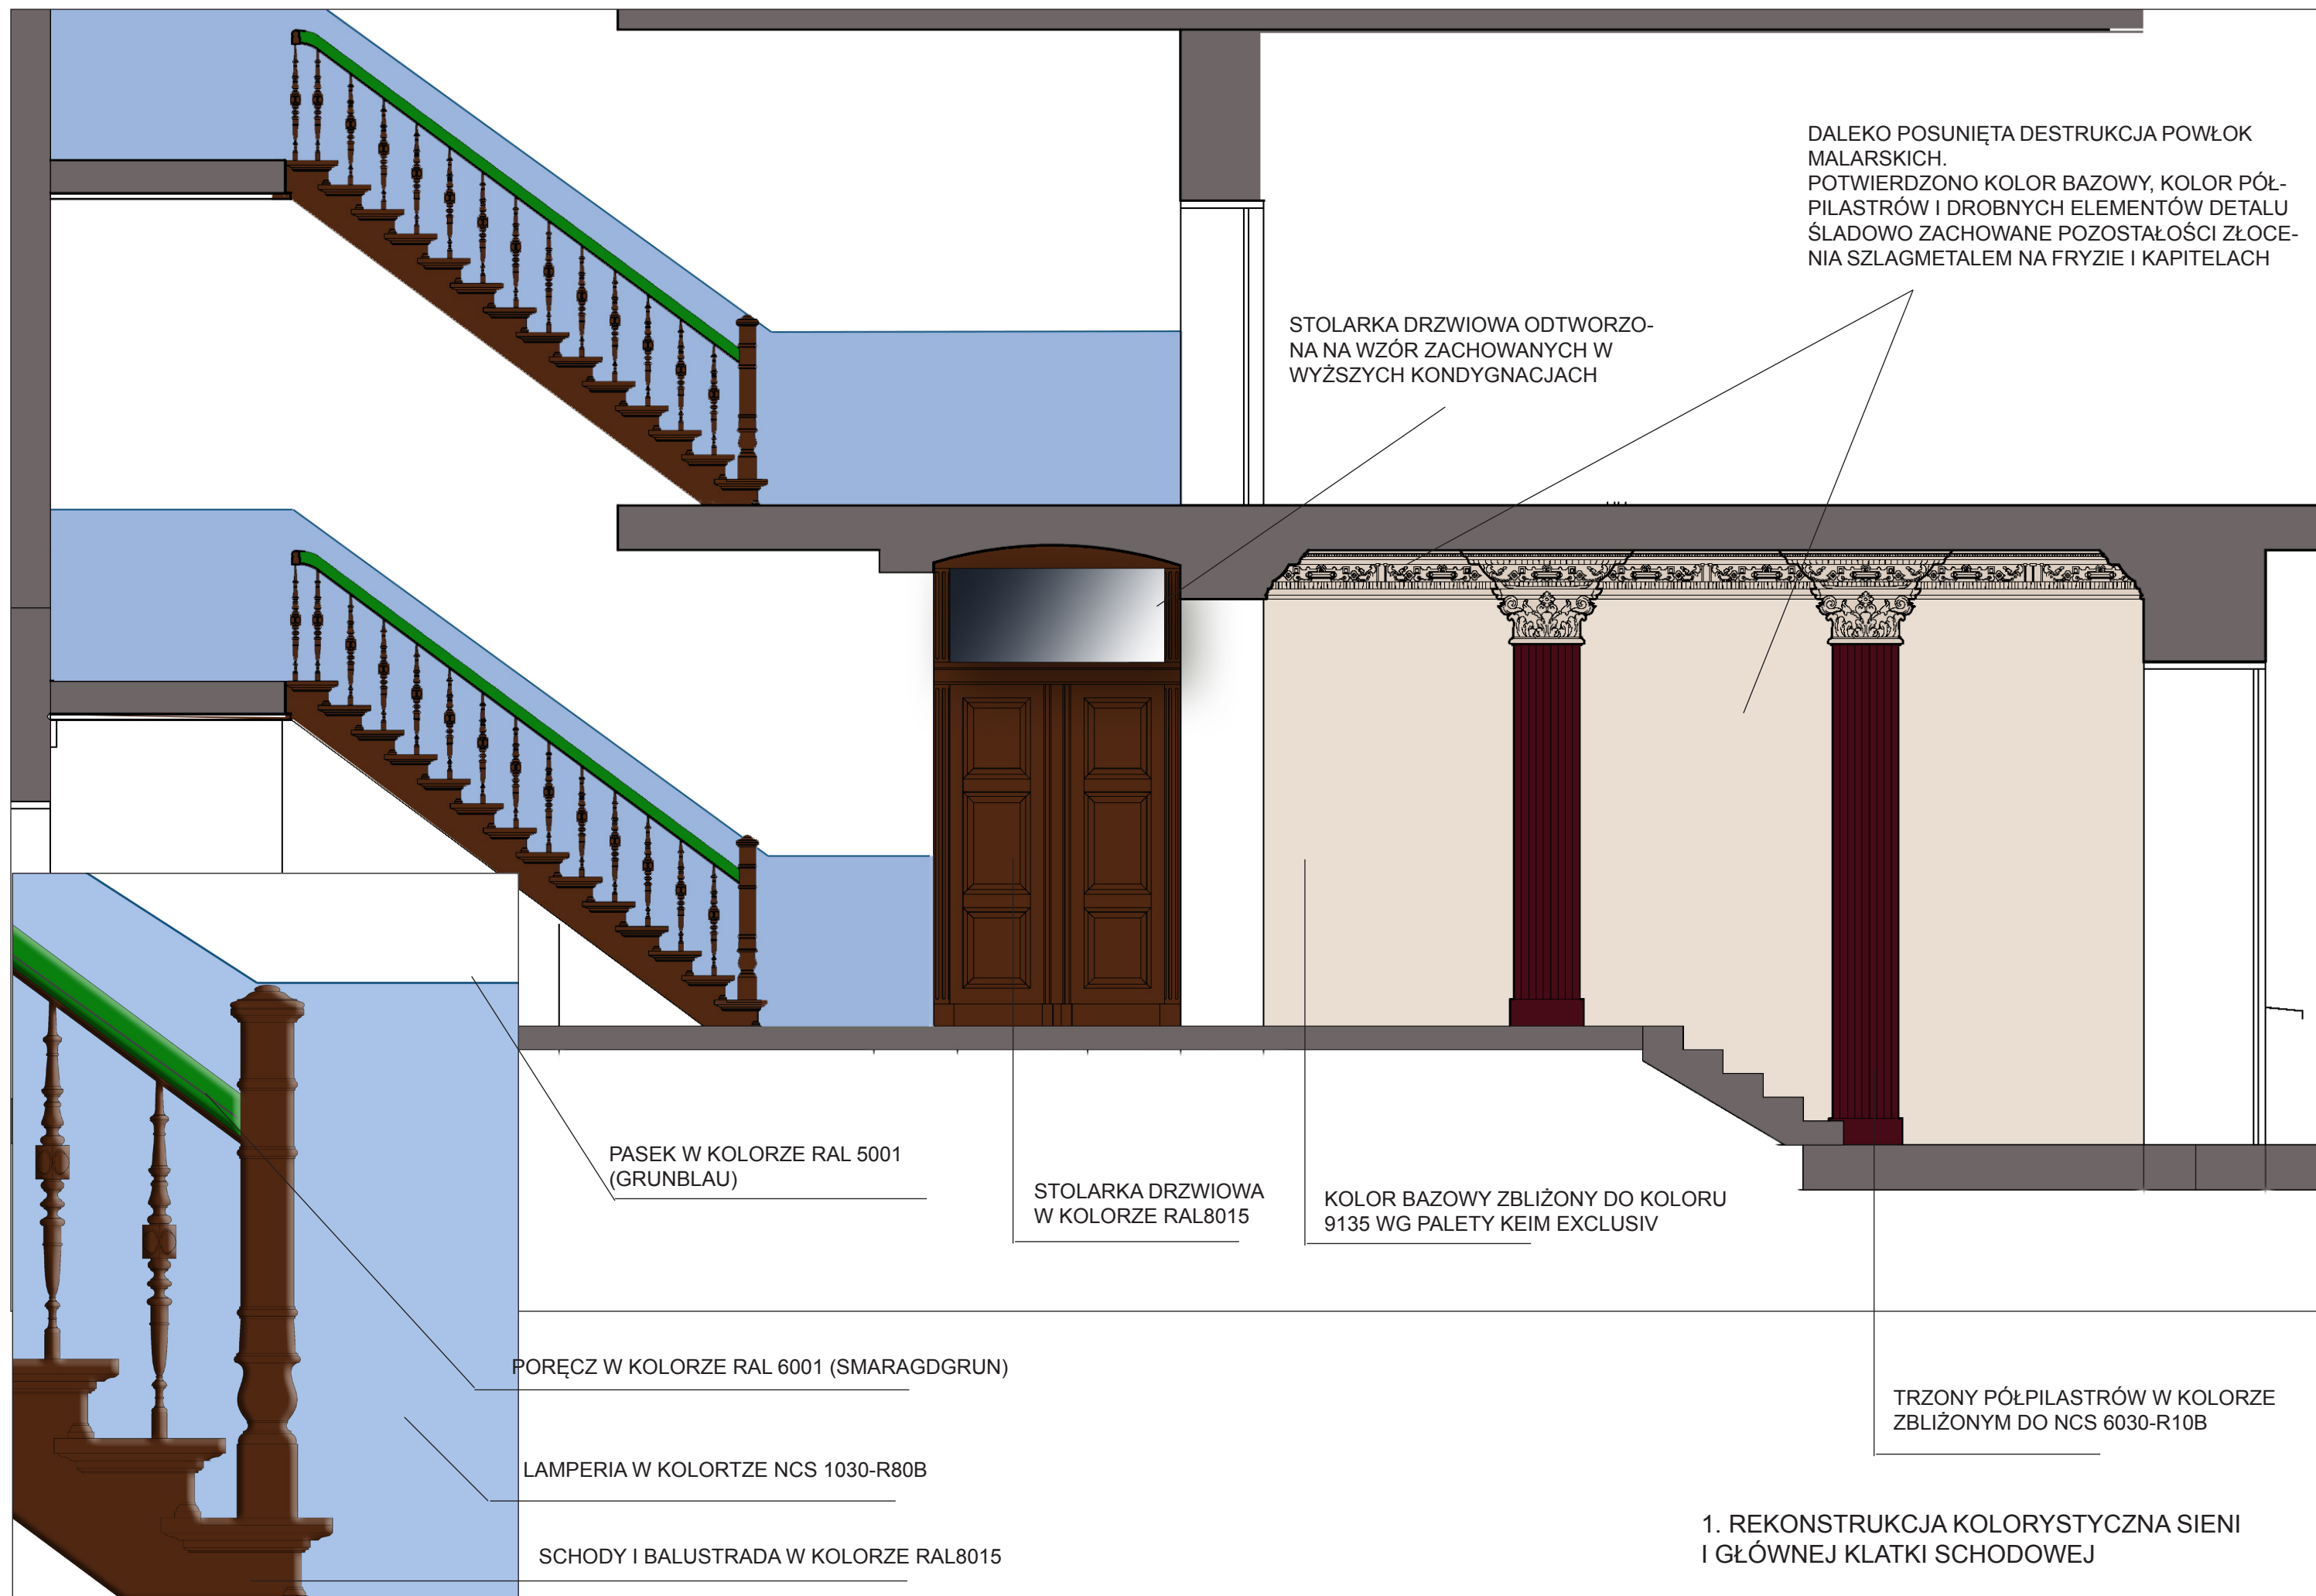 DALEKO POSUNIĘTA DESTRUKCJA POWŁOK
MALARSKICH.
POTWIERDZONO KOLOR BAZOWY, KOLOR PÓŁ-
PILASTRÓW I DROBNYCH ELEMENTÓW DETALU
ŚLADOWO ZACHOWANE POZOSTAŁOŚCI ZŁOCE-
NIA SZLAGMETALEM NA FRYZIE I KAPITELACH
STOLARKA DRZWIOWA ODTWORZO-
NA NA WZÓR ZACHOWANYCH W
WYŻSZYCH KONDYGNACJACH
PASEK W KOLORZE RAL 5001
(GRUNBLAU)
STOLARKA DRZWIOWA
W KOLORZE RAL8015
KOLOR BAZOWY ZBLIŻONY DO KOLORU
9135 WG PALETY KEIM EXCLUSIV
PORĘCZ W KOLORZE RAL 6001 (SMARAGDGRUN)
TRZONY PÓŁPILASTRÓW W KOLORZE
ZBLIŻONYM DO NCS 6030-R10B
LAMPERIA W KOLORTZE NCS 1030-R80B
SCHODY I BALUSTRADA W KOLORZE RAL8015
1. REKONSTRUKCJA KOLORYSTYCZNA SIENI
I GŁÓWNEJ KLATKI SCHODOWEJ